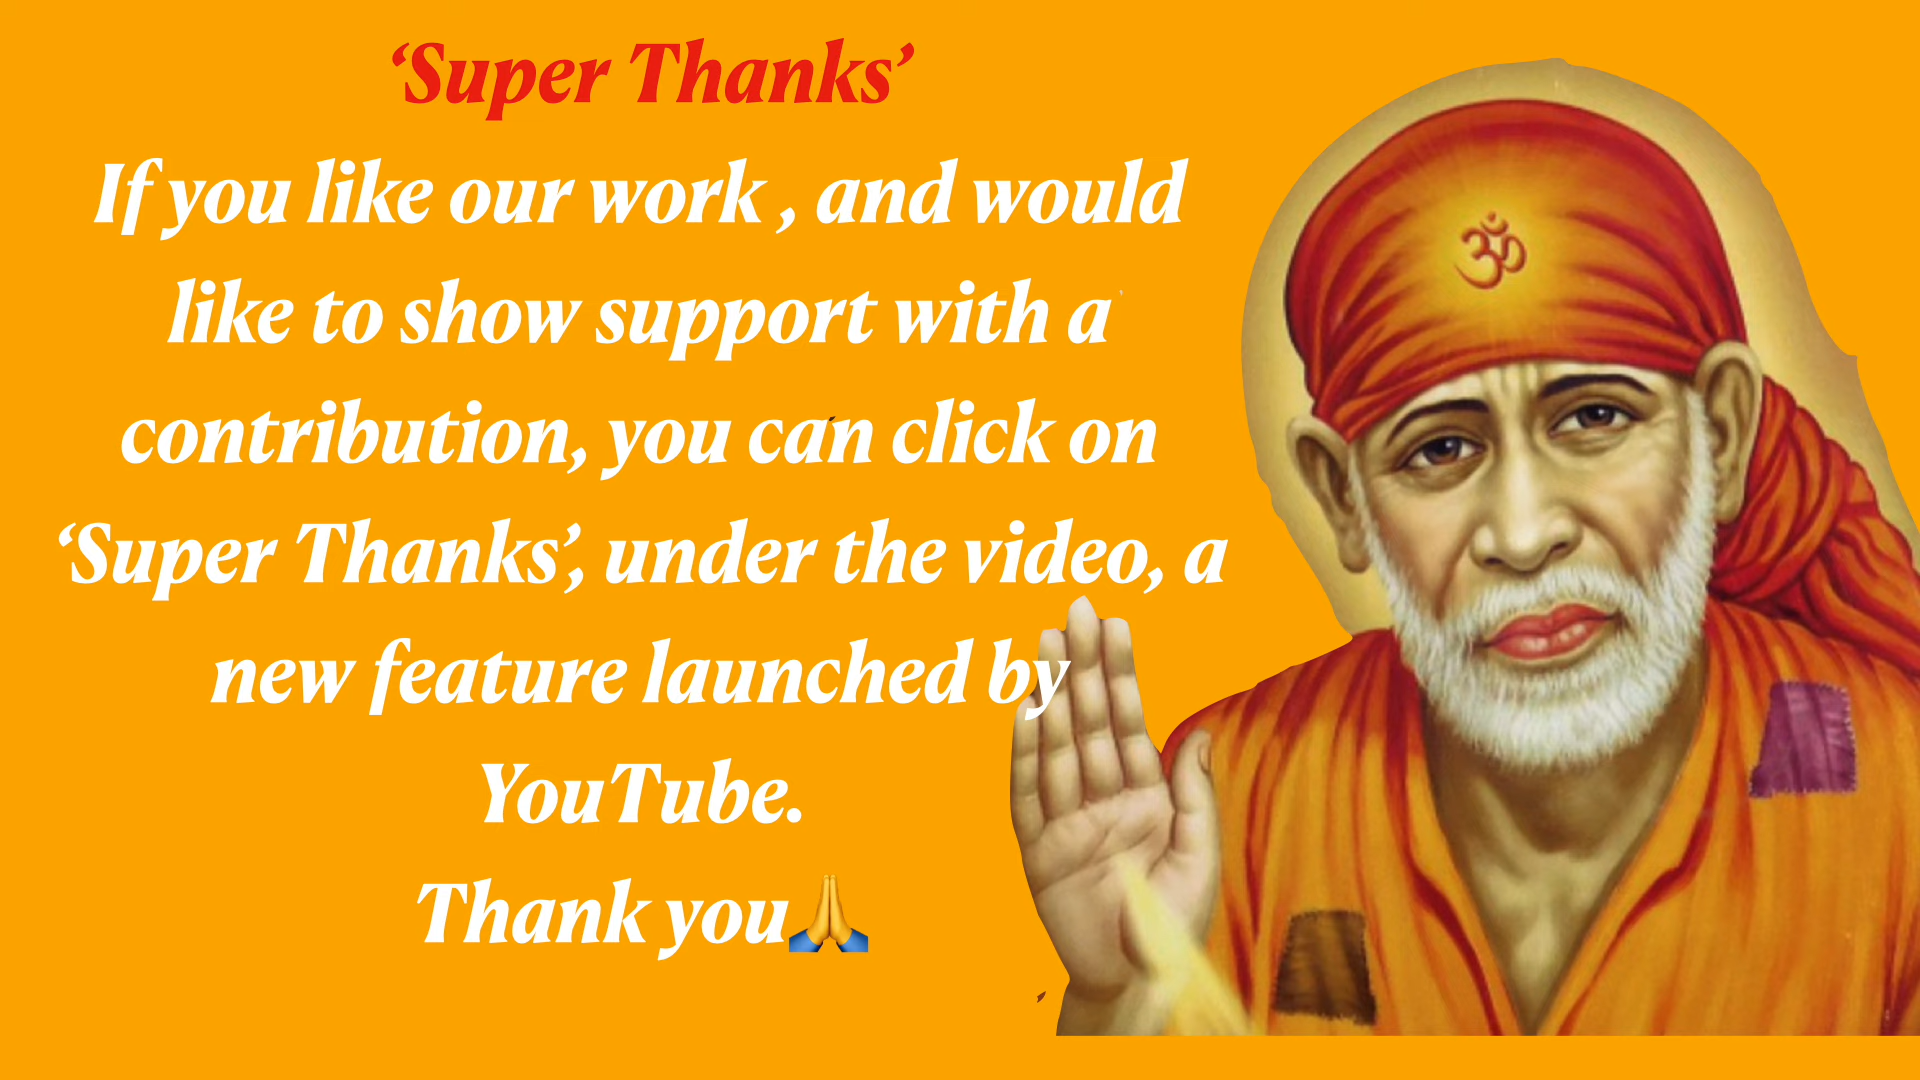 ‘Super Thanks’
If you like our work , and would
like to show support with a
contribution, you can click on
‘Super Thanks’, under the video, a
new feature launched by
YouTube.
Thank you🙏
ॐ